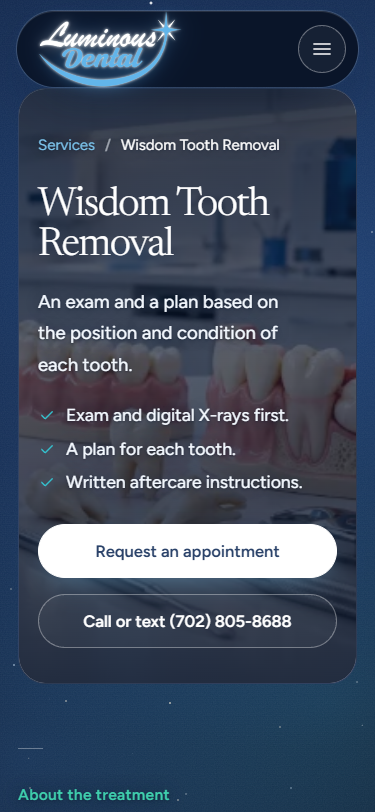 Luminous
Dental
Services / Wisdom Tooth Removal
Wisdom Tooth
Removal
An exam and a plan based on
the position and condition of
each tooth.
Exam and digital X-rays first.
A plan for each tooth.
Written aftercare instructions.
Request an appointment
Call or text (702) 805-8688
About the treatment